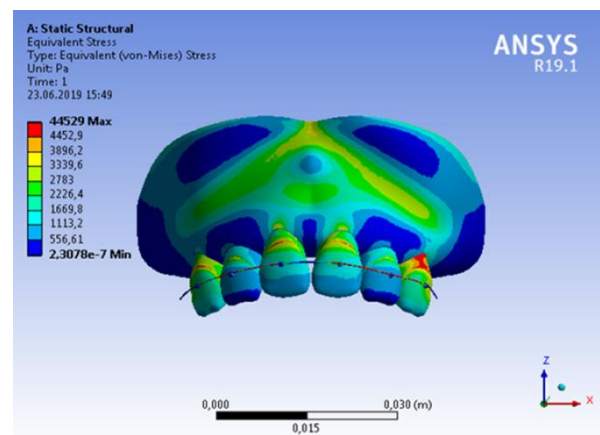 A: Static Structural
Equivalent Stress
Type: Equivalent (von-Mises) Stress
Unit: Pa
Time: 1
23.06.2019 15:49
ANSYS
R19.1
44529 Max
4452,9
3896,2
3339,6
2783
2226,4
1669,8
1113,2
556,61
2,3078e-7 Min
Z
X
0,000
0,030 (m)
0,015